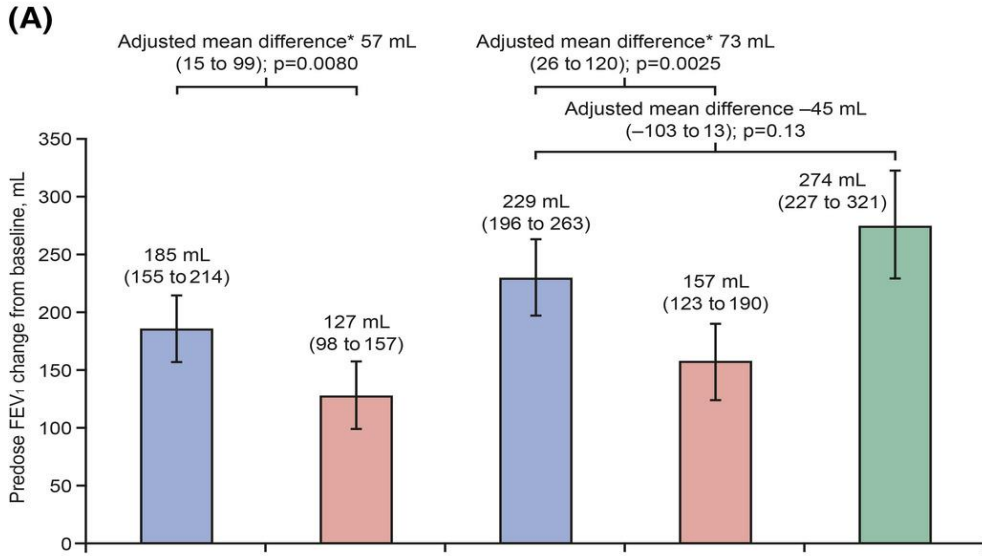 (A)
Adjusted mean difference* 57 mL
(15 to 99); p=0.0080
Adjusted mean difference* 73 mL
(26 to 120); p=0.0025
Adjusted mean difference –45 mL
(–103 to 13); p=0.13
Predose FEV₁ change from baseline, mL
350
300
250
200
150
100
50
0
185 mL
(155 to 214)
127 mL
(98 to 157)
229 mL
(196 to 263)
157 mL
(123 to 190)
274 mL
(227 to 321)